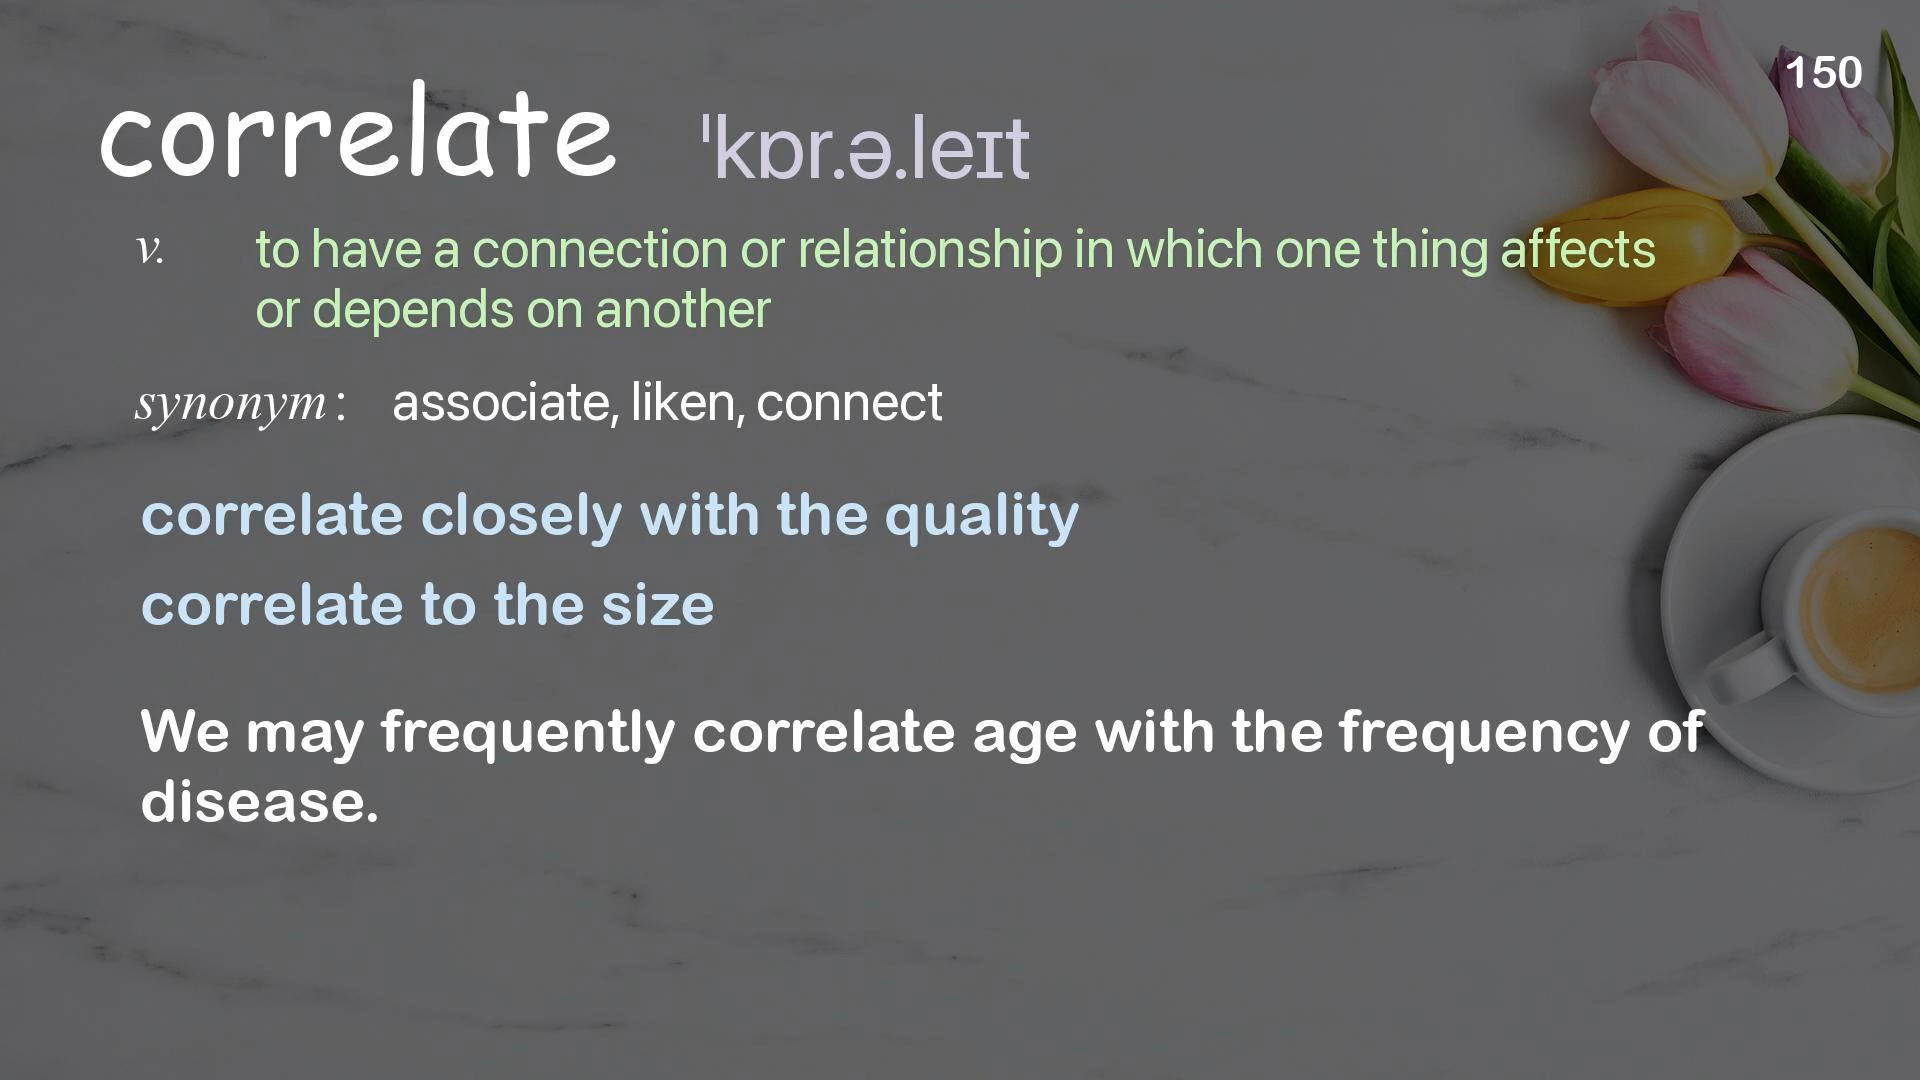 150
correlate ˈkɒr.ə.leɪt
v. to have a connection or relationship in which one thing affects
or depends on another
synonym : associate, liken, connect
correlate closely with the quality
correlate to the size
We may frequently correlate age with the frequency of
disease.